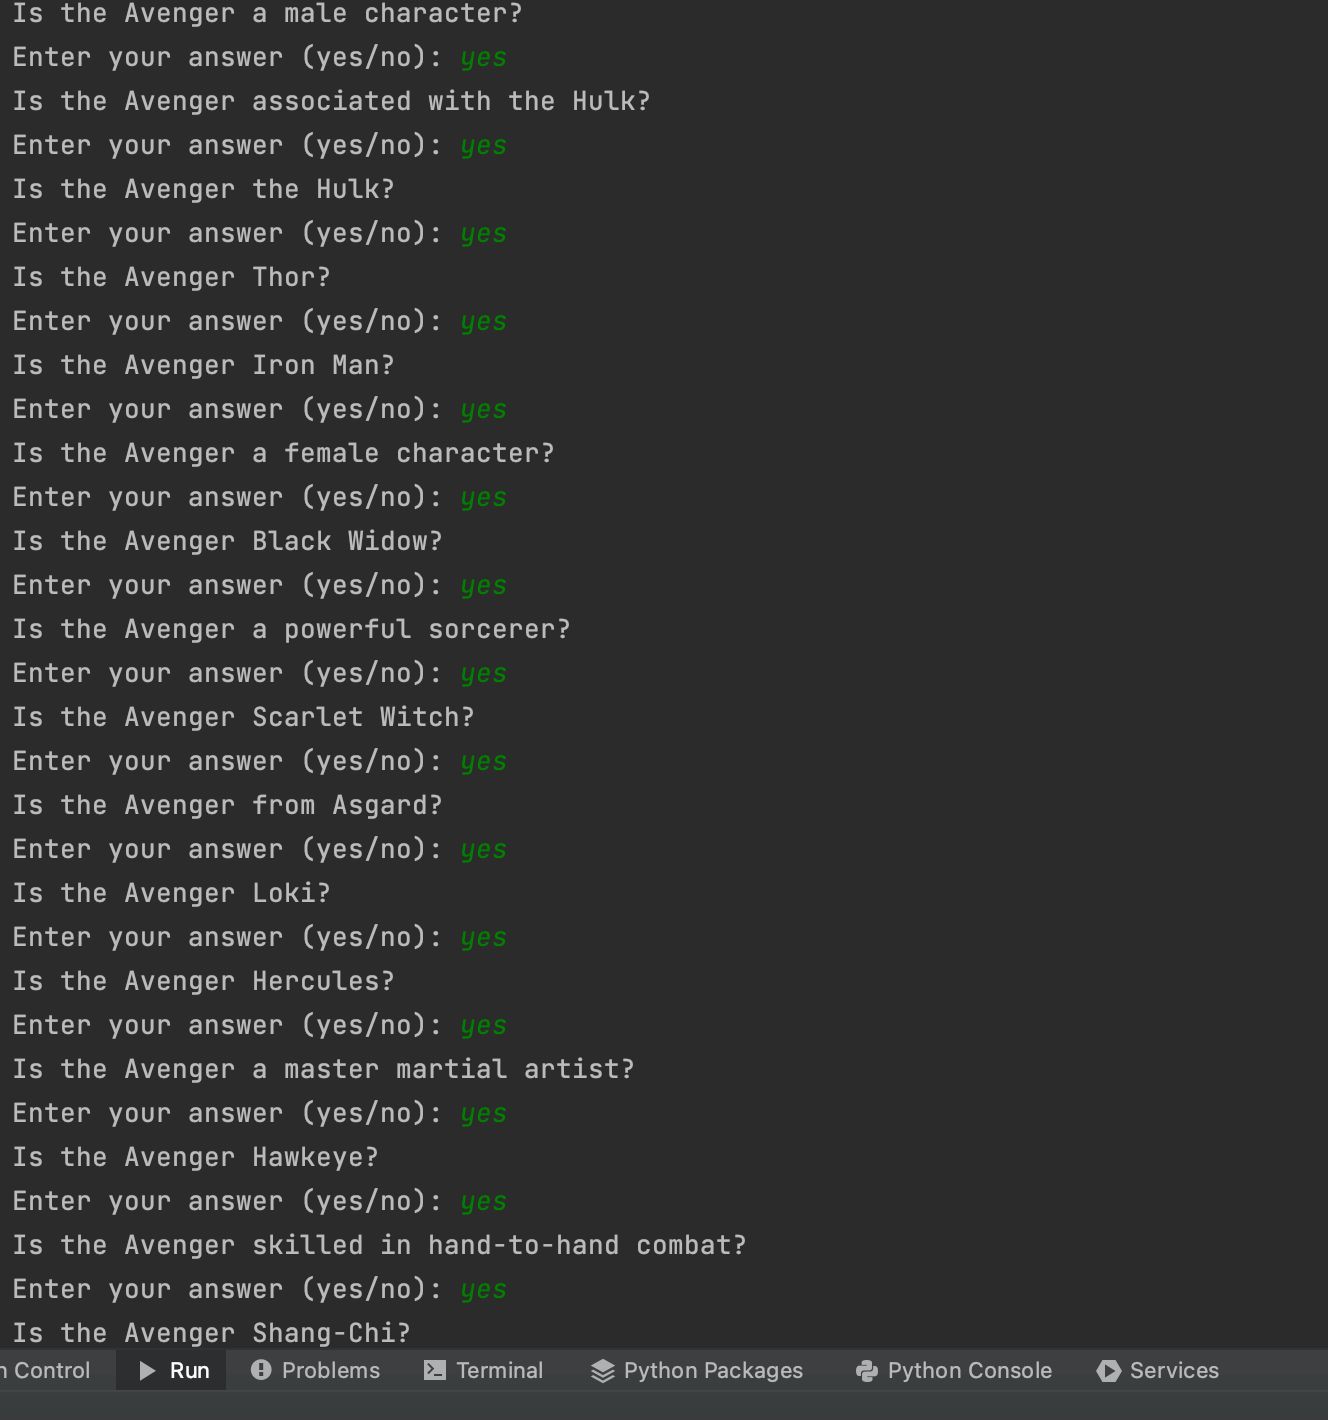 Is the Avenger a male character?
Enter your answer (yes/no): yes
Is the Avenger associated with the Hulk?
Enter your answer (yes/no): yes
Is the Avenger the Hulk?
Enter your answer (yes/no): yes
Is the Avenger Thor?
Enter your answer (yes/no): yes
Is the Avenger Iron Man?
Enter your answer (yes/no): yes
Is the Avenger a female character?
Enter your answer (yes/no): yes
Is the Avenger Black Widow?
Enter your answer (yes/no): yes
Is the Avenger a powerful sorcerer?
Enter your answer (yes/no): yes
Is the Avenger Scarlet Witch?
Enter your answer (yes/no): yes
Is the Avenger from Asgard?
Enter your answer (yes/no): yes
Is the Avenger Loki?
Enter your answer (yes/no): yes
Is the Avenger Hercules?
Enter your answer (yes/no): yes
Is the Avenger a master martial artist?
Enter your answer (yes/no): yes
Is the Avenger Hawkeye?
Enter your answer (yes/no): yes
Is the Avenger skilled in hand-to-hand combat?
Enter your answer (yes/no): yes
Is the Avenger Shang-Chi?
n Control Run Problems Terminal Python Packages Python Console Services